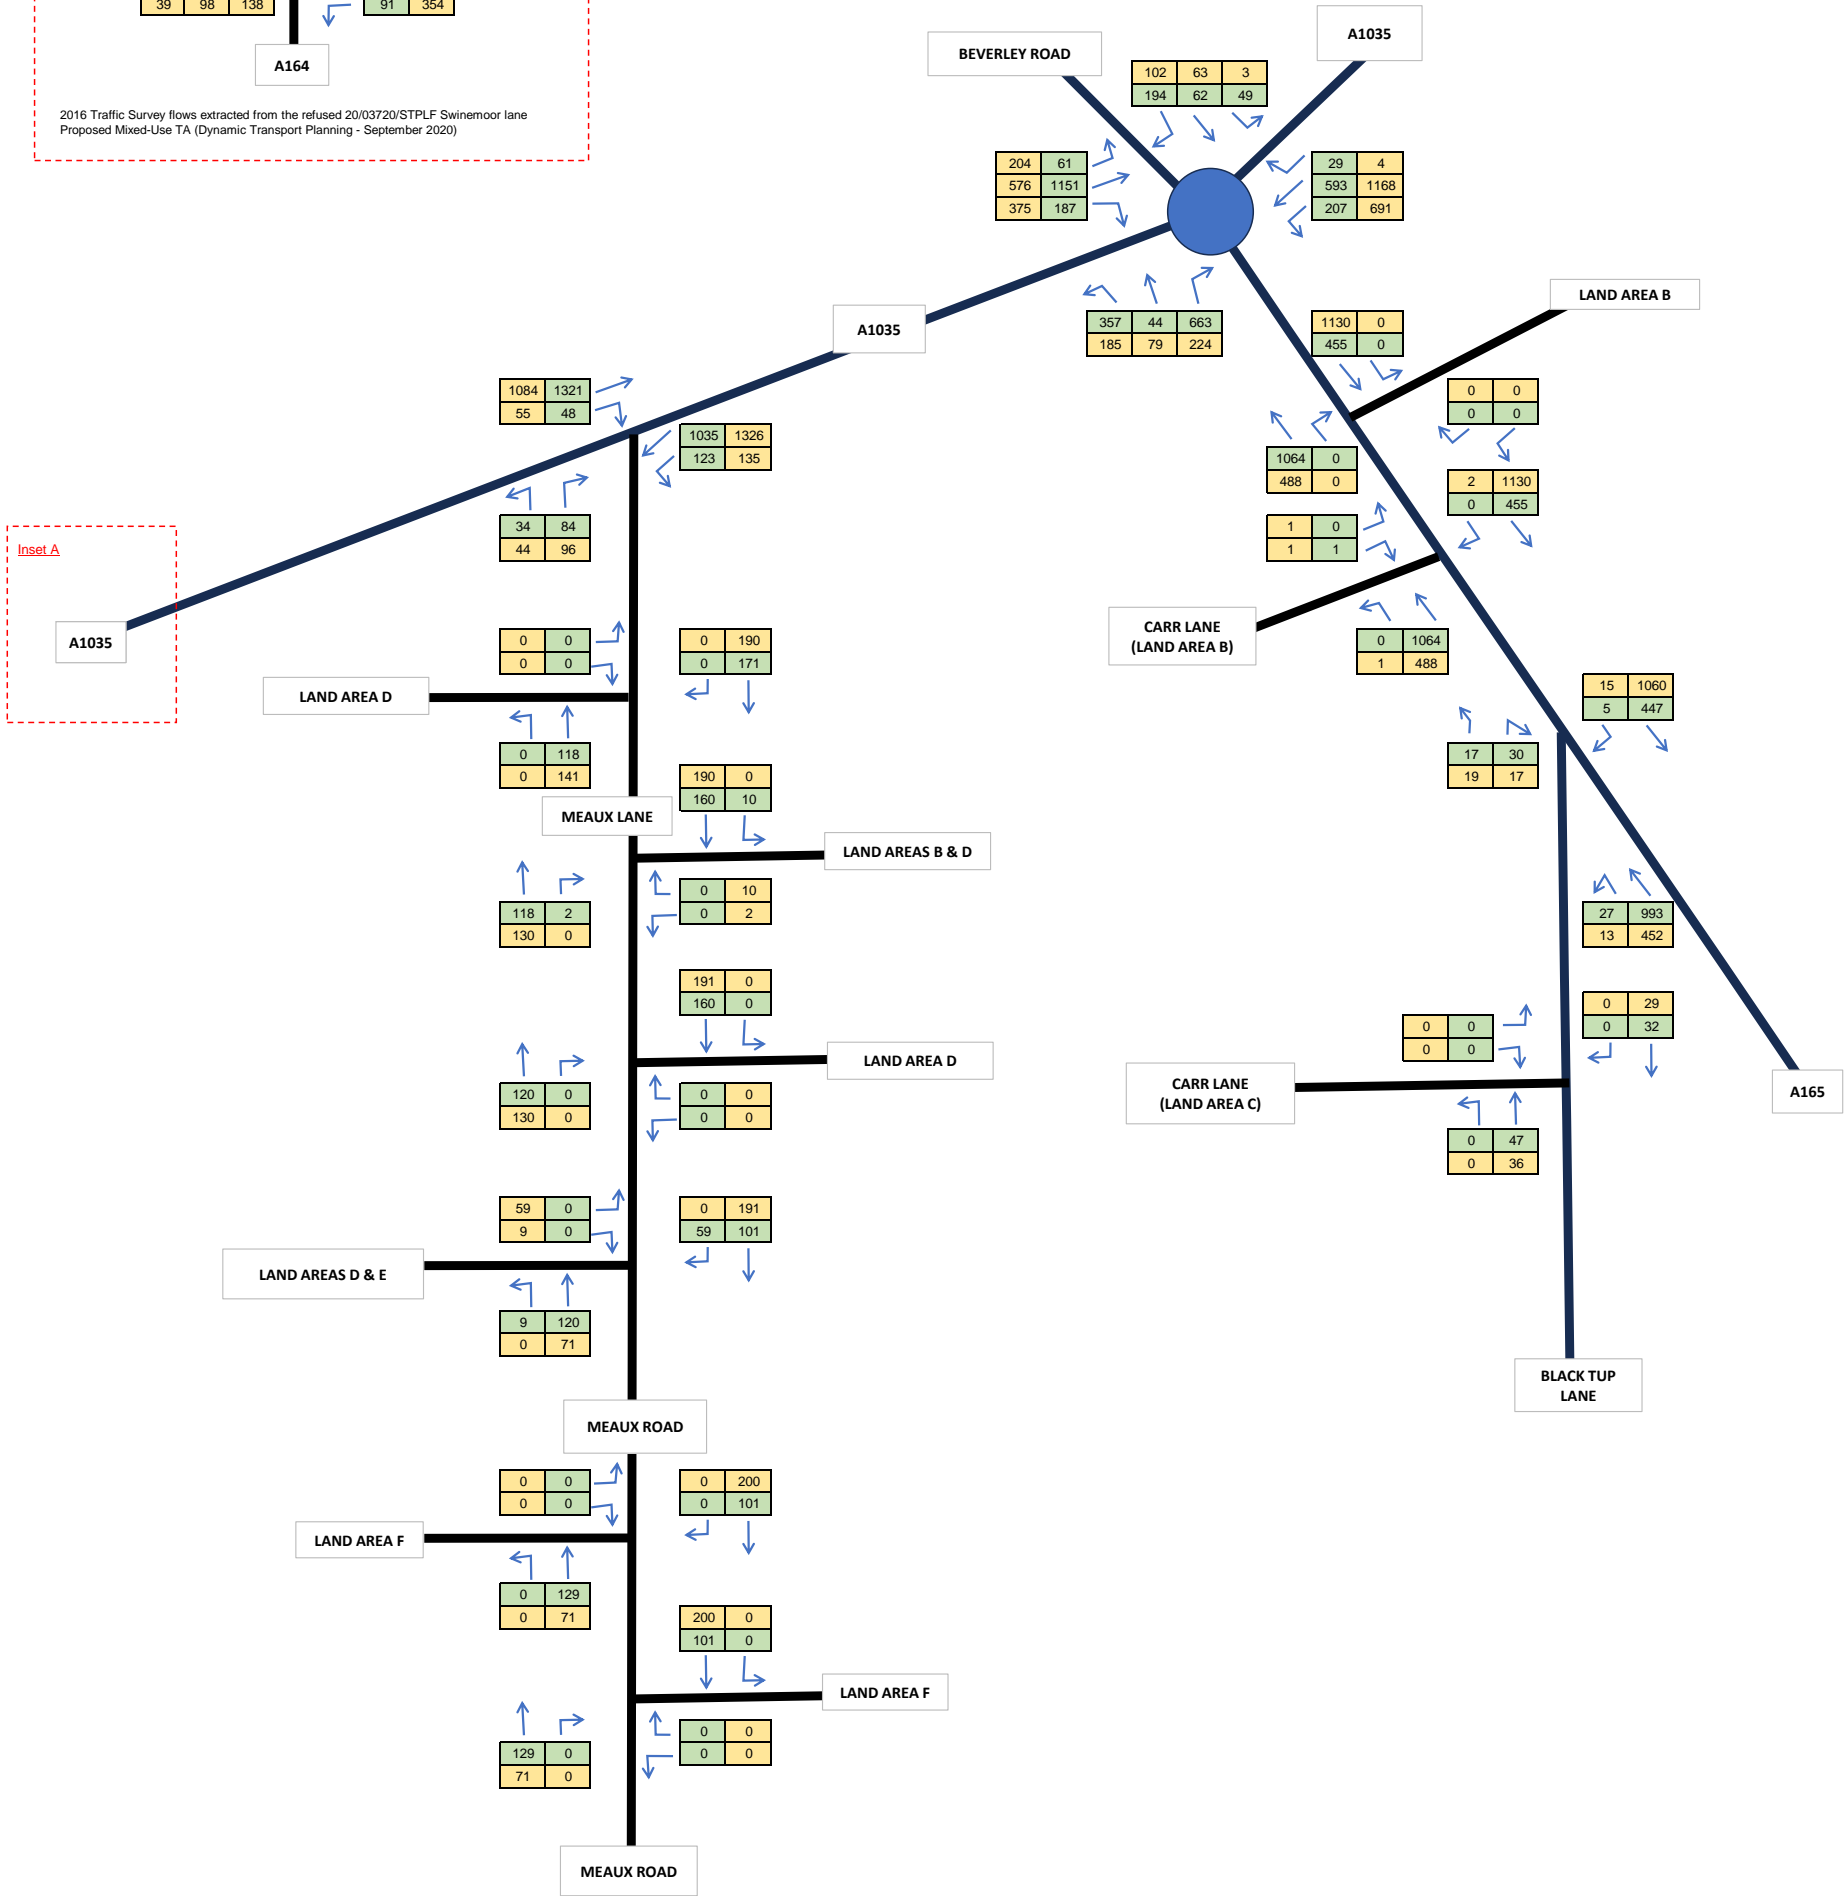 39 98 138
91 354
A164
2016 Traffic Survey flows extracted from the refused 20/03720/STPLF Swinemoor lane
Proposed Mixed-Use TA (Dynamic Transport Planning - September 2020)
BEVERLEY ROAD
A1035
102 63 3
194 62 49
204 61
576 1151
375 187
29 4
593 1168
207 691
357 44 663
185 79 224
A1035
LAND AREA B
1130 0
455 0
0 0
0 0
1064 0
488 0
2 1130
0 455
1 0
1 1
CARR LANE
(LAND AREA B)
0 1064
1 488
15 1060
5 447
17 30
19 17
27 993
13 452
0 29
0 32
0 0
0 0
CARR LANE
(LAND AREA C)
A165
0 47
0 36
BLACK TUP
LANE
1084 1321
55 48
1035 1326
123 135
34 84
44 96
Inset A
A1035
0 0
0 0
0 190
0 171
LAND AREA D
0 118
0 141
190 0
160 10
MEAUX LANE
LAND AREAS B & D
118 2
130 0
0 10
0 2
191 0
160 0
LAND AREA D
120 0
130 0
0 0
0 0
59 0
9 0
0 191
59 101
LAND AREAS D & E
9 120
0 71
MEAUX ROAD
0 0
0 0
0 200
0 101
LAND AREA F
0 129
0 71
200 0
101 0
LAND AREA F
129 0
71 0
0 0
0 0
MEAUX ROAD